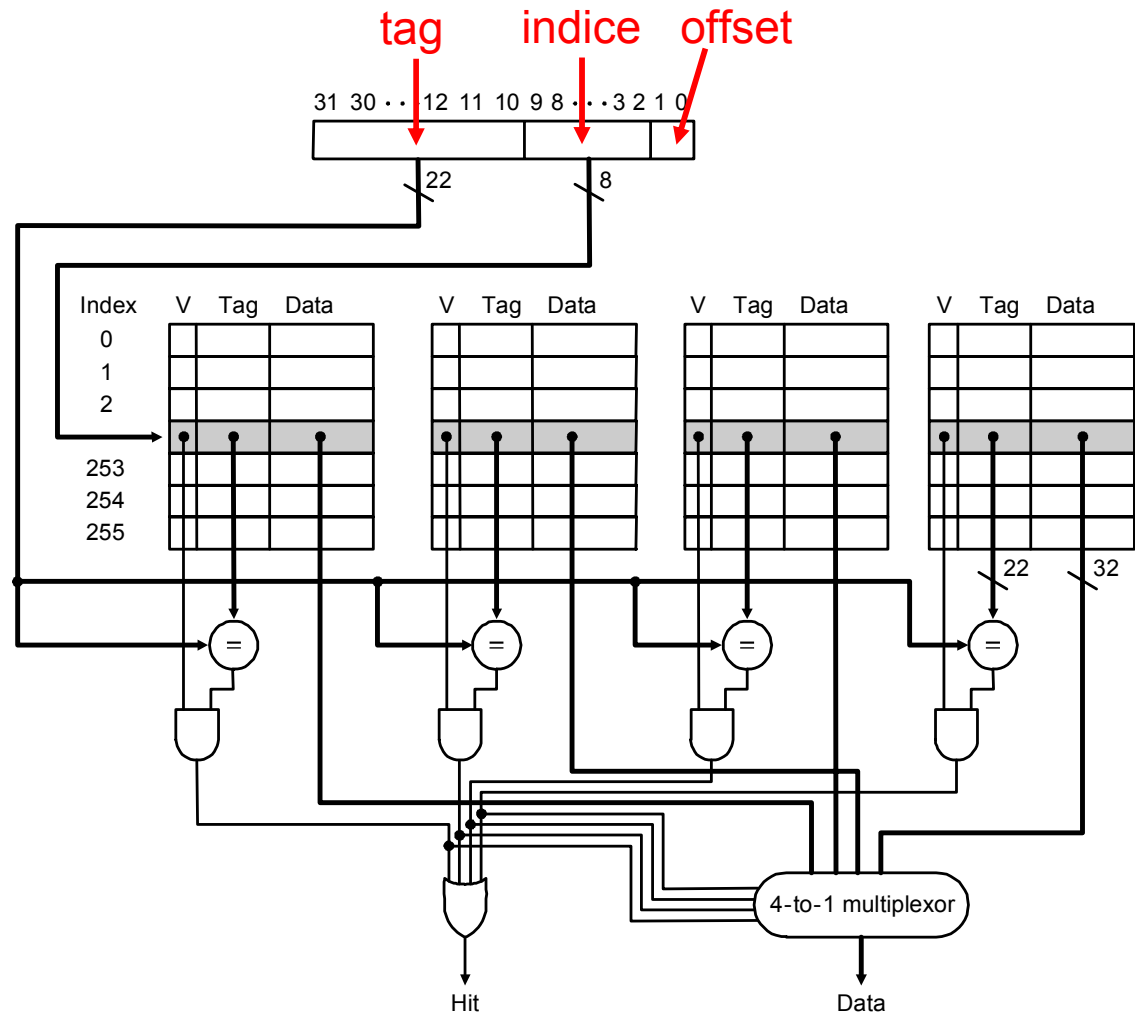 tag indice offset
31 30 · · · 12 11 10 9 8 · · · · 3 2 1 0
22 8
Index V Tag Data V Tag Data V Tag Data V Tag Data
0
1
2
253
254
255
22 32
= = = =
4-to-1 multiplexor
Hit Data